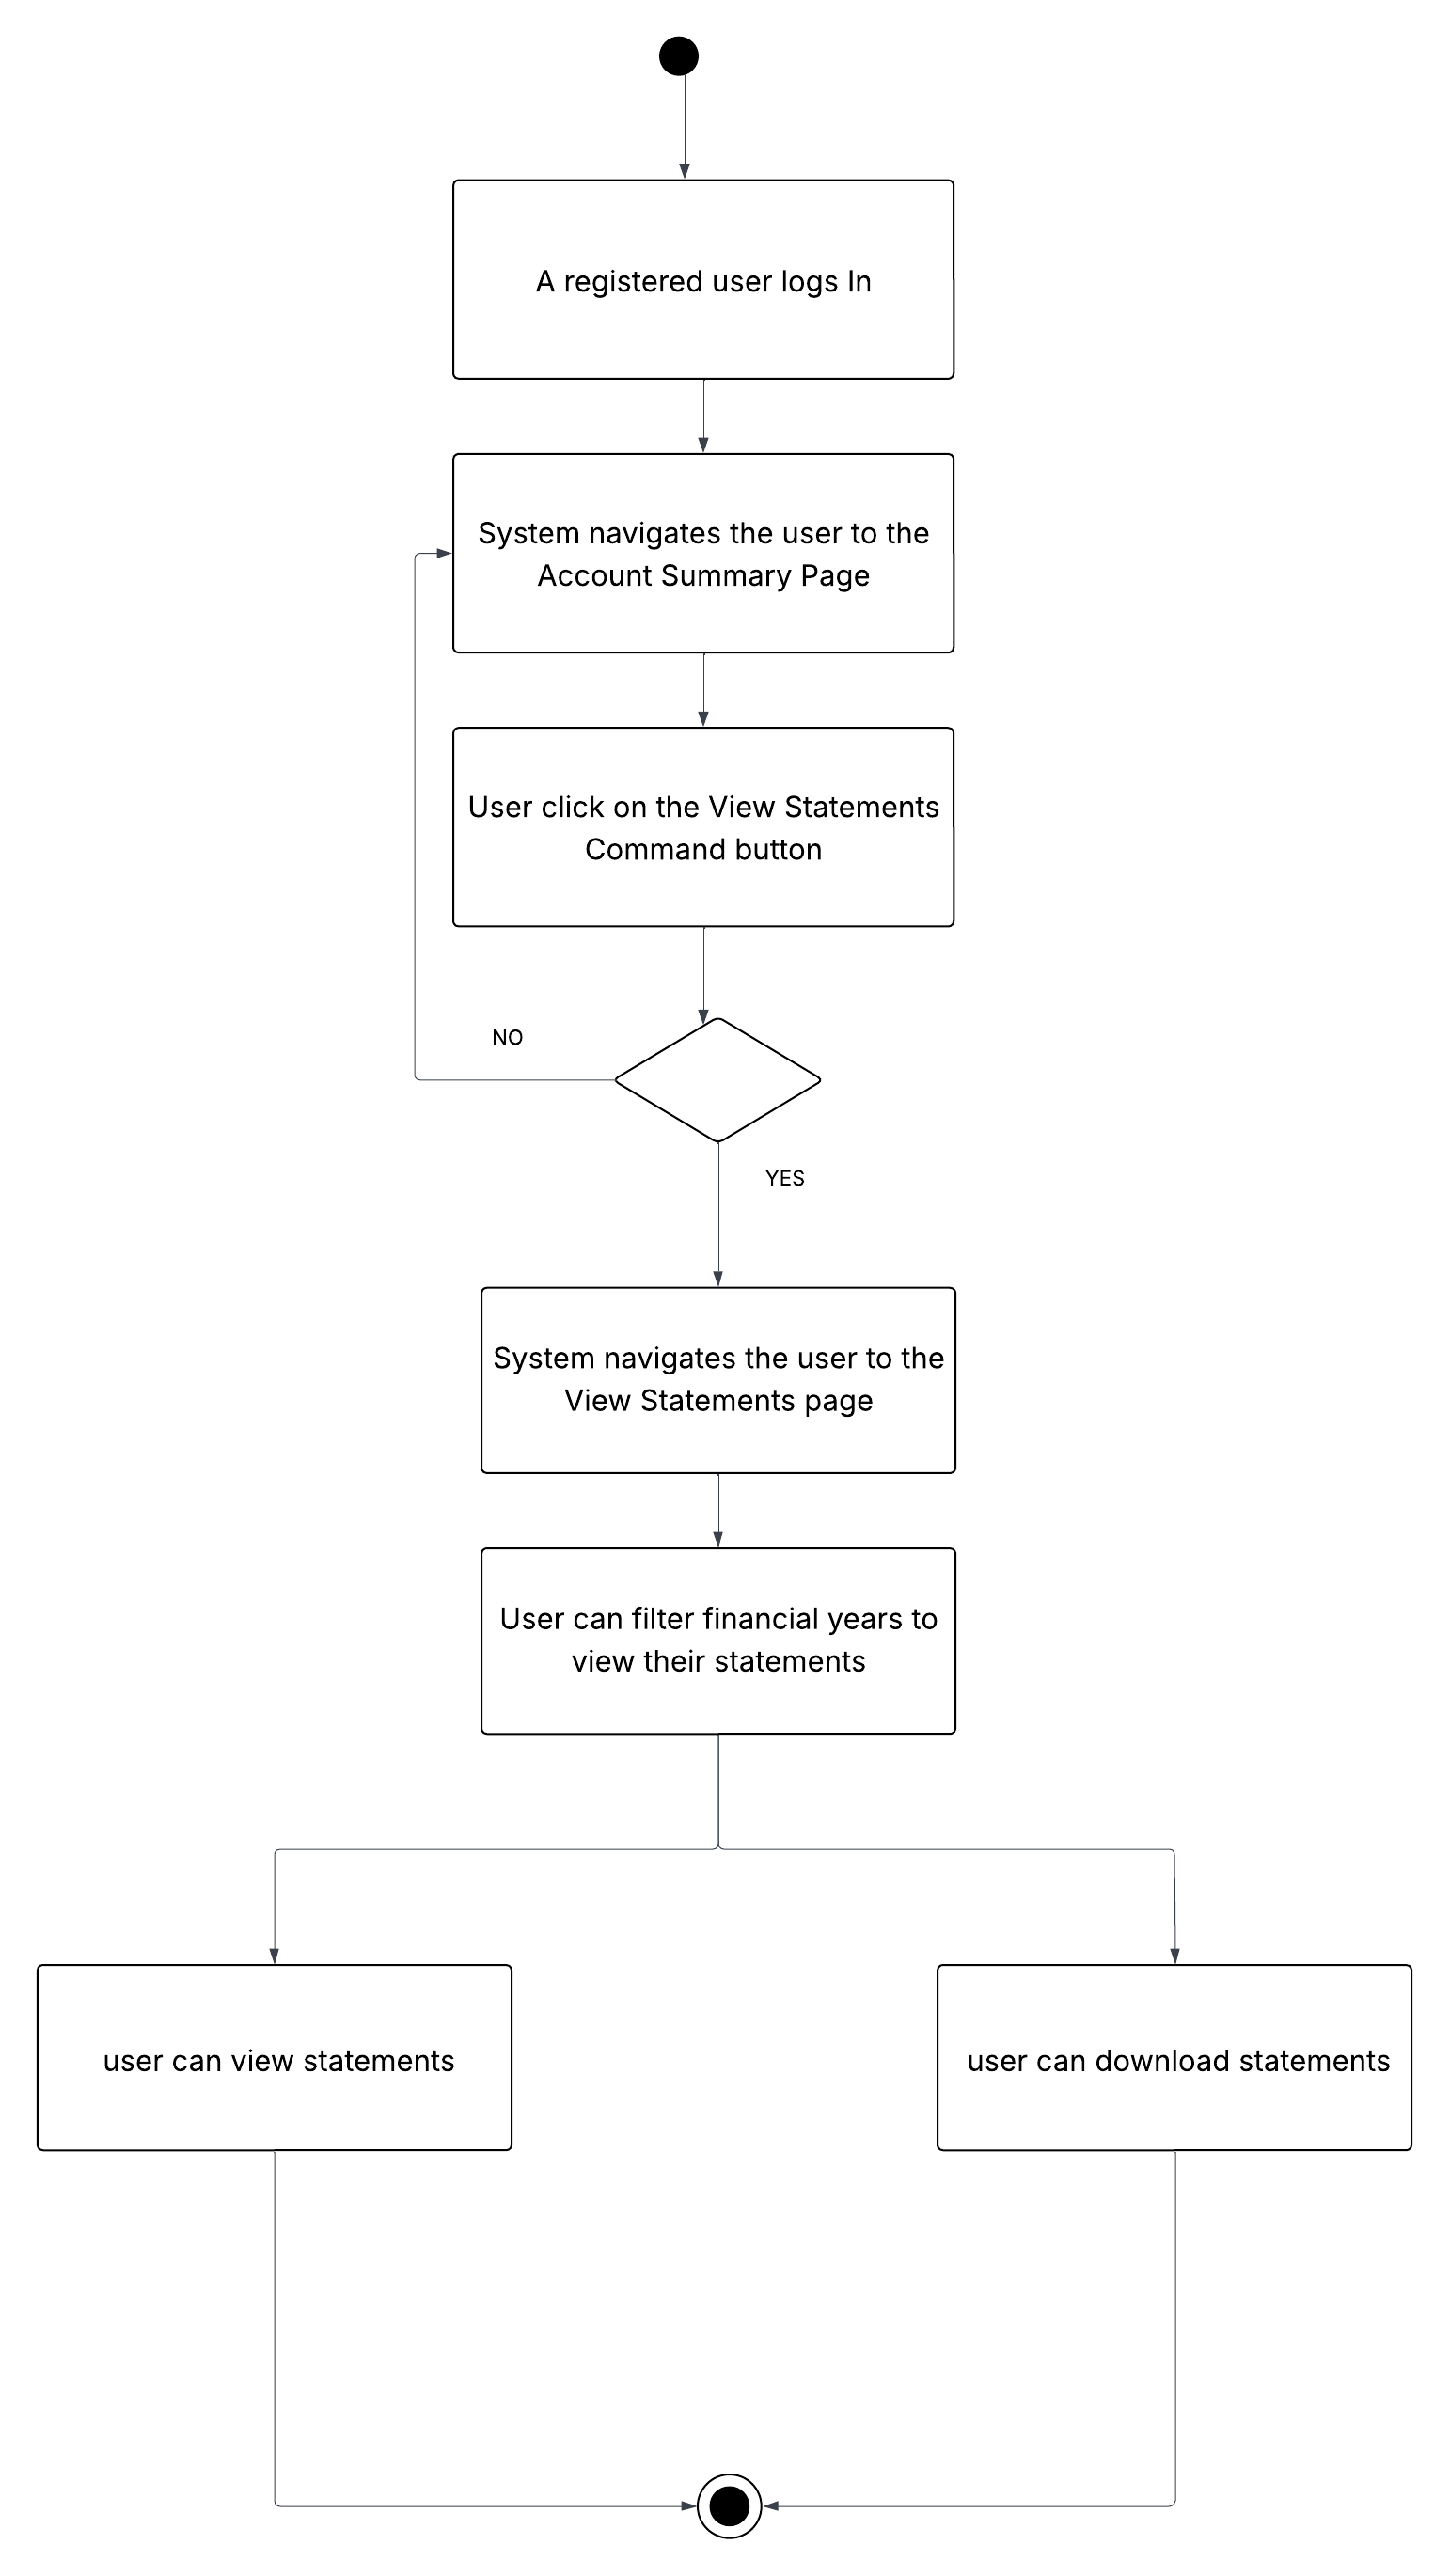 A registered user logs In
System navigates the user to the
Account Summary Page
User click on the View Statements
Command button
NO
YES
System navigates the user to the
View Statements page
User can filter financial years to
view their statements
user can view statements
user can download statements